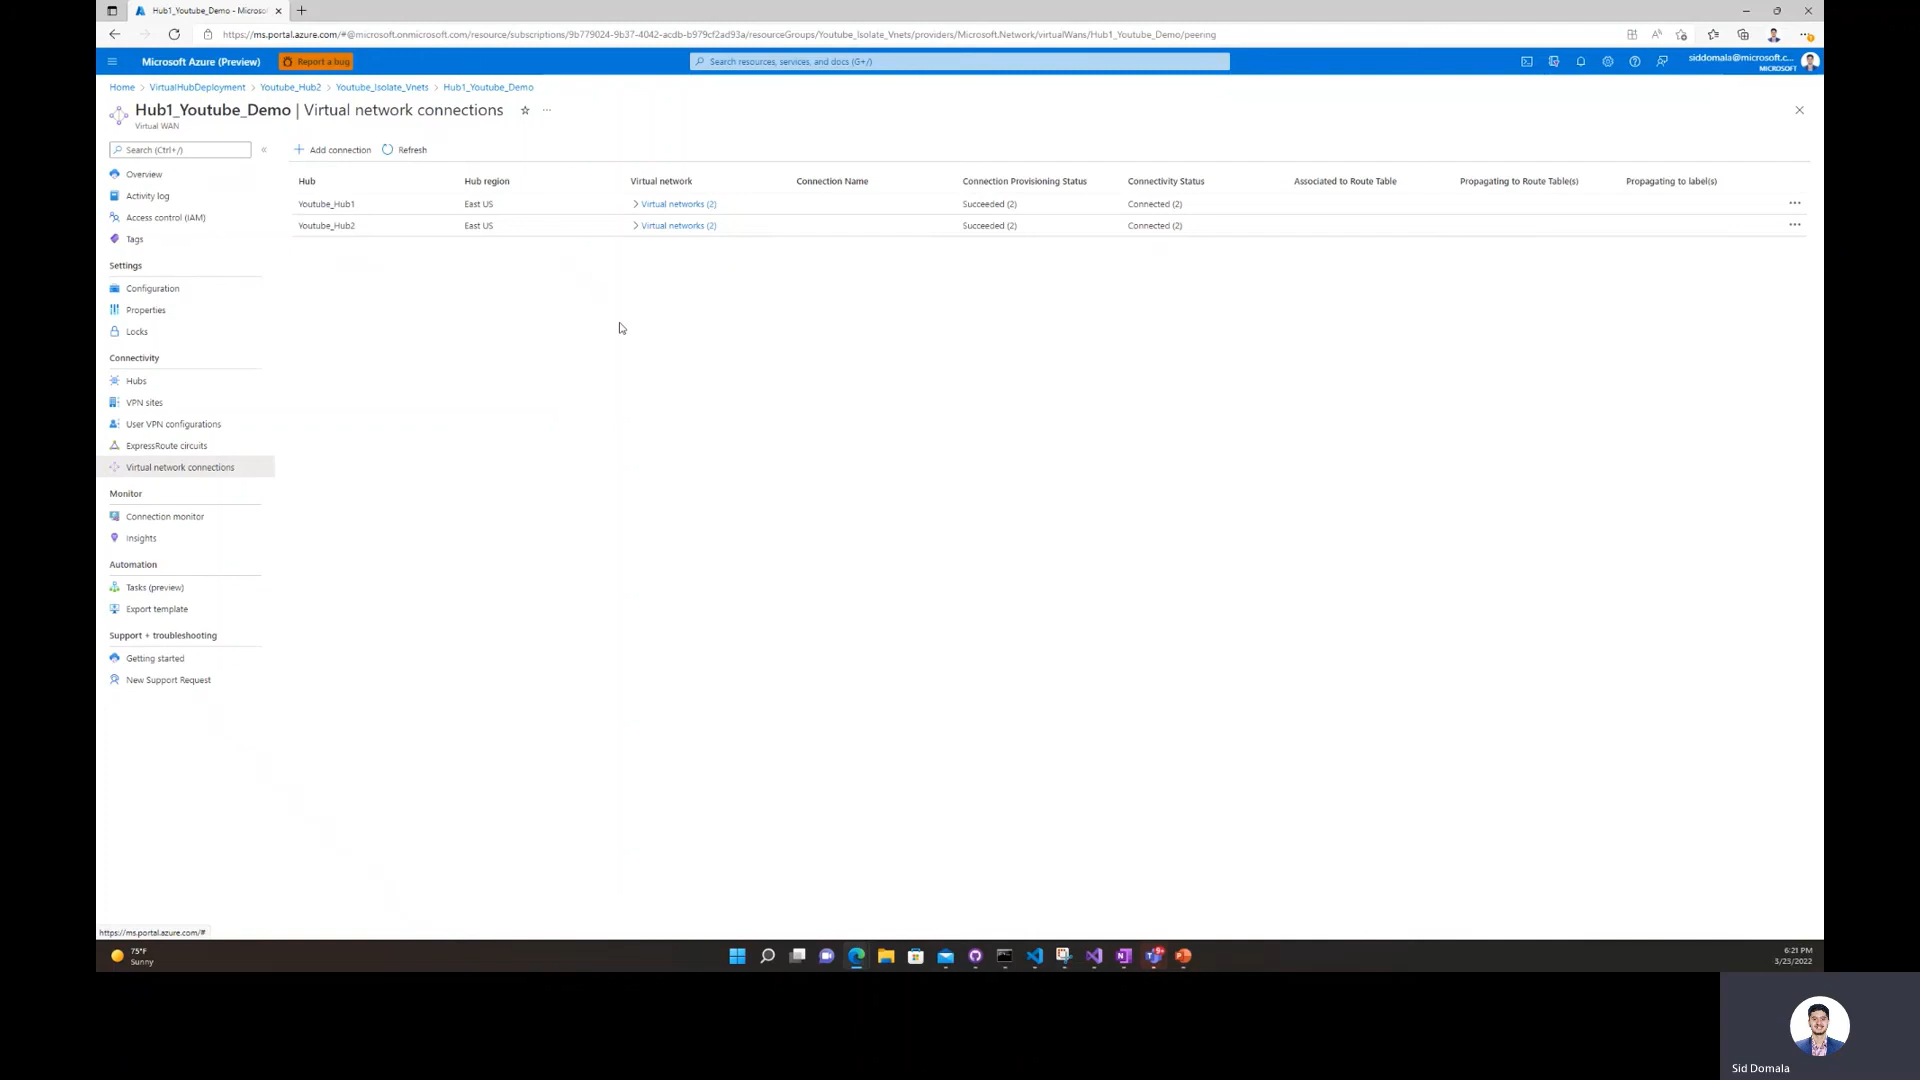 Hub1_Youtube_Demo - Microso
https://ms.portal.azure.com/#@microsoft.onmicrosoft.com/resource/subscriptions/9b779024-9b37-4042-acdb-b979cf2ad93a/resourceGroups/Youtube_Isolate_Vnets/providers/Microsoft.Network/virtualWans/Hub1_Youtube_Demo/peering
Microsoft Azure (Preview)
Report a bug
Search resources, services, and docs (G+/)
siddomala@microsoft.c...
MICROSOFT
Home > VirtualHubDeployment > Youtube_Hub2 > Youtube_Isolate_Vnets > Hub1_Youtube_Demo
Hub1_Youtube_Demo | Virtual network connections
Virtual WAN
Search (Ctrl+/)
Add connection Refresh
Hub Hub region Virtual network Connection Name Connection Provisioning Status Connectivity Status Associated to Route Table Propagating to Route Table(s) Propagating to label(s)
Youtube_Hub1 East US > Virtual networks (2) Succeeded (2) Connected (2)
Youtube_Hub2 East US > Virtual networks (2) Succeeded (2) Connected (2)
Overview
Activity log
Access control (IAM)
Tags
Settings
Configuration
Properties
Locks
Connectivity
Hubs
VPN sites
User VPN configurations
ExpressRoute circuits
Virtual network connections
Monitor
Connection monitor
Insights
Automation
Tasks (preview)
Export template
Support + troubleshooting
Getting started
New Support Request
https://ms.portal.azure.com/#
75°F
Sunny
6:21 PM
3/23/2022
Sid Domala